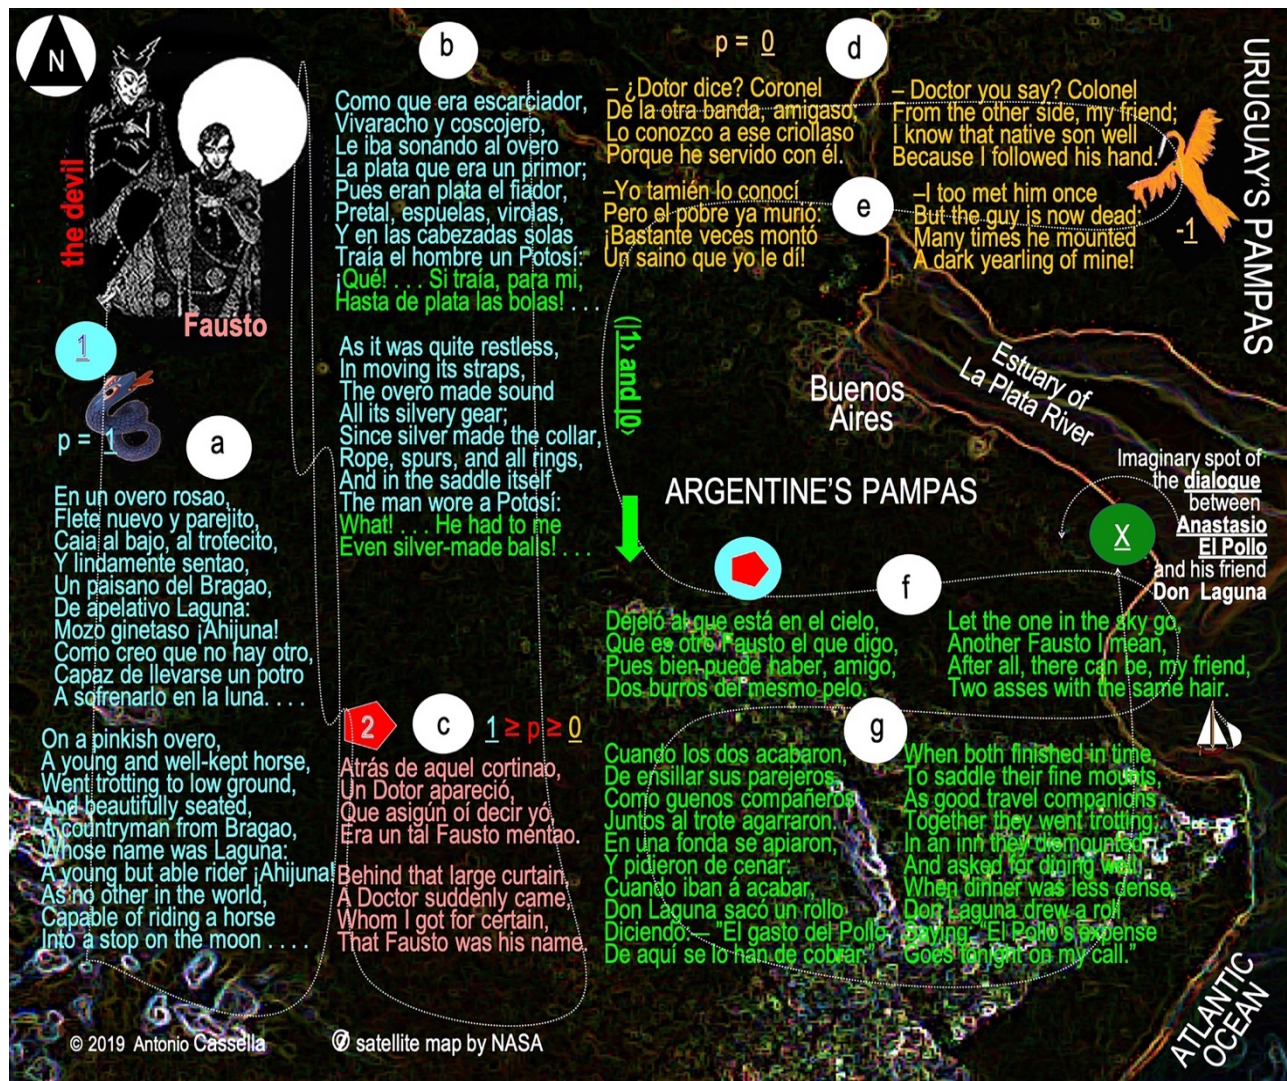 N
the devil
Fausto
1
p = 1
a
En un overo rosao,
Flete nuevo y parejito,
Caia al bajo, al trotecito,
Y lindamente sentao,
Un paisano del Bragao,
De apelativo Laguna:
Mozo ginetaso ¡Ahijuna!
Como creo que no hay otro,
Capaz de llevarse un potro
A sofrenarlo en la luna. . . .
On a pinkish overo,
A young and well-kept horse,
Went trotting to low ground,
And beautifully seated,
A countryman from Bragao,
Whose name was Laguna:
A young but able rider ¡Ahijuna!
As no other in the world,
Capable of riding a horse
Into a stop on the moon . . . .
b
Como que era escarciador,
Vivaracho y coscojero,
Le iba sonando al overo
La plata que era un primor;
Pues eran plata el fiador,
Pretal, espuelas, virolas,
Y en las cabezadas solas
Traía el hombre un Potosí:
¡Qué! . . . Si traía, para mi,
Hasta de plata las bolas! . . .
As it was quite restless,
In moving its straps,
The overo made sound
All its silvery gear;
Since silver made the collar,
Rope, spurs, and all rings,
And in the saddle itself
The man wore a Potosí:
What! . . . He had to me
Even silver-made balls! . . .
2
c
1 ≥ p ≥ 0
Atrás de aquel cortinao,
Un Dotor apareció,
Que asigún oí decir yó,
Era un tal Fausto mentao.
Behind that large curtain,
A Doctor suddenly came,
Whom I got for certain,
That Fausto was his name.
p = 0
d
– ¿Dotor dice? Coronel
De la otra banda, amigaso,
Lo conozco a ese criollaso
Porque he servido con él.
–Yo tamién lo conocí
Pero el pobre ya murió:
¡Bastante veces montó
Un saino que yo le dí!
– Doctor you say? Colonel
From the other side, my friend;
I know that native son well
Because I followed his hand.
–I too met him once
But the guy is now dead;
Many times he mounted
A dark yearling of mine!
e
-1
URUGUAY'S PAMPAS
(|1› and |0›
Buenos
Aires
Estuary of
La Plata River
ARGENTINE'S PAMPAS
Imaginary spot of
the dialogue
between
Anastasio
El Pollo
and his friend
Don Laguna
X
f
Dejeló al que está en el cielo,
Que es otro Fausto el que digo,
Pues bien puede haber, amigo,
Dos burros del mesmo pelo.
Let the one in the sky go,
Another Fausto I mean,
After all, there can be, my friend,
Two asses with the same hair.
g
Cuando los dos acabaron,
De ensillar sus parejeros,
Como guenos compañeros,
Juntos al trote agarraron.
En una fonda se apiaron,
Y pidieron de cenar:
Cuando iban á acabar,
Don Laguna sacó un rollo,
Diciendo:— "El gasto del Pollo
De aquí se lo han de cobrar."
When both finished in time,
To saddle their fine mounts,
As good travel companions
Together they went trotting;
In an inn they dismounted,
And asked for dining well;
When dinner was less dense,
Don Laguna drew a roll
Saying: "El Pollo's expense
Goes tonight on my call."
ATLANTIC
OCEAN
© 2019 Antonio Cassella
satellite map by NASA